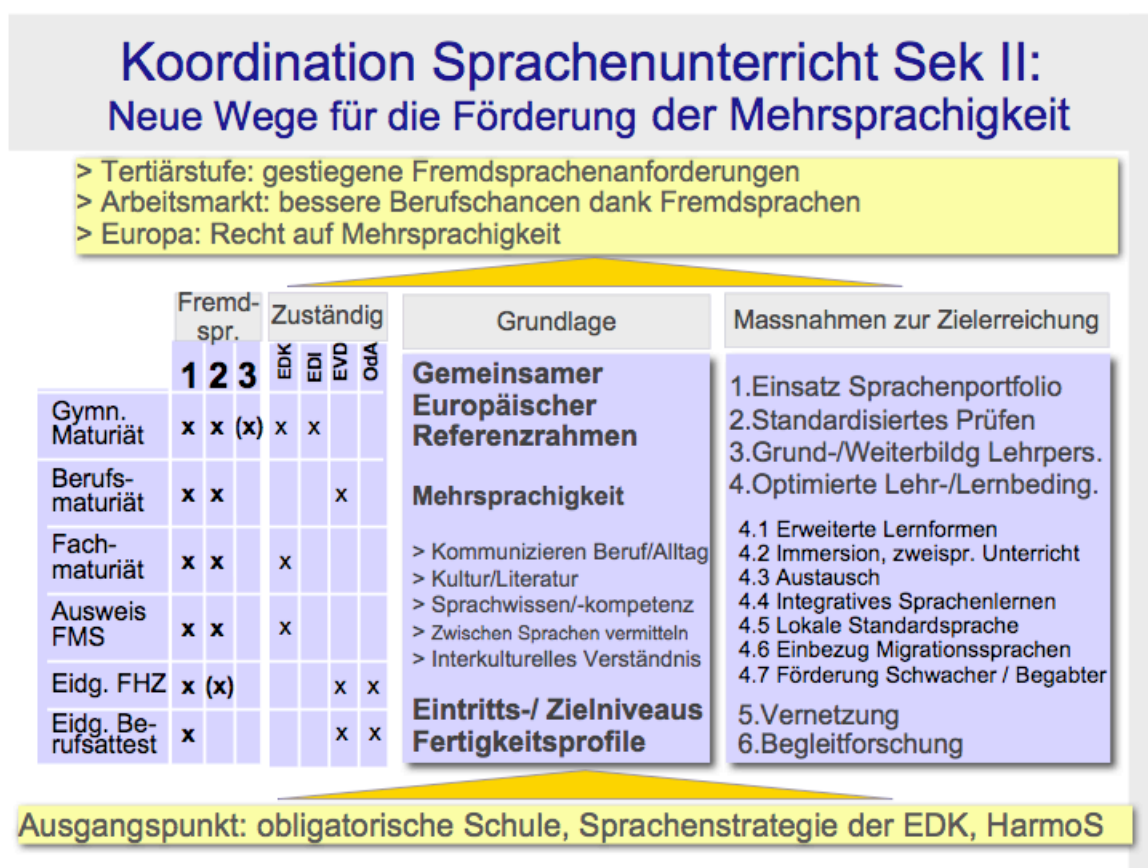 Koordination Sprachenunterricht Sek II:
Neue Wege für die Förderung der Mehrsprachigkeit
> Tertiärstufe: gestiegene Fremdsprachenanforderungen
> Arbeitsmarkt: bessere Berufschancen dank Fremdsprachen
> Europa: Recht auf Mehrsprachigkeit
Fremd-
spr.
Zuständig
1 2 3
EDK EDI EVD OdA
Gymn.
Maturiät
x x (x) x x
Berufs-
maturiät
x x x
Fach-
maturiät
x x x
Ausweis
FMS
x x x
Eidg. FHZ x (x) x x
Eidg. Be-
rufsattest
x x x
Grundlage
Gemeinsamer
Europäischer
Referenzrahmen
Mehrsprachigkeit
> Kommunizieren Beruf/Alltag
> Kultur/Literatur
> Sprachwissen/-kompetenz
> Zwischen Sprachen vermitteln
> Interkulturelles Verständnis
Eintritts-/ Zielniveaus
Fertigkeitsprofile
Massnahmen zur Zielerreichung
1.Einsatz Sprachenportfolio
2.Standardisiertes Prüfen
3.Grund-/Weiterbildg Lehrpers.
4.Optimierte Lehr-/Lernbeding.
4.1 Erweiterte Lernformen
4.2 Immersion, zweispr. Unterricht
4.3 Austausch
4.4 Integratives Sprachenlernen
4.5 Lokale Standardsprache
4.6 Einbezug Migrationssprachen
4.7 Förderung Schwacher / Begabter
5.Vernetzung
6.Begleitforschung
Ausgangspunkt: obligatorische Schule, Sprachenstrategie der EDK, HarmoS